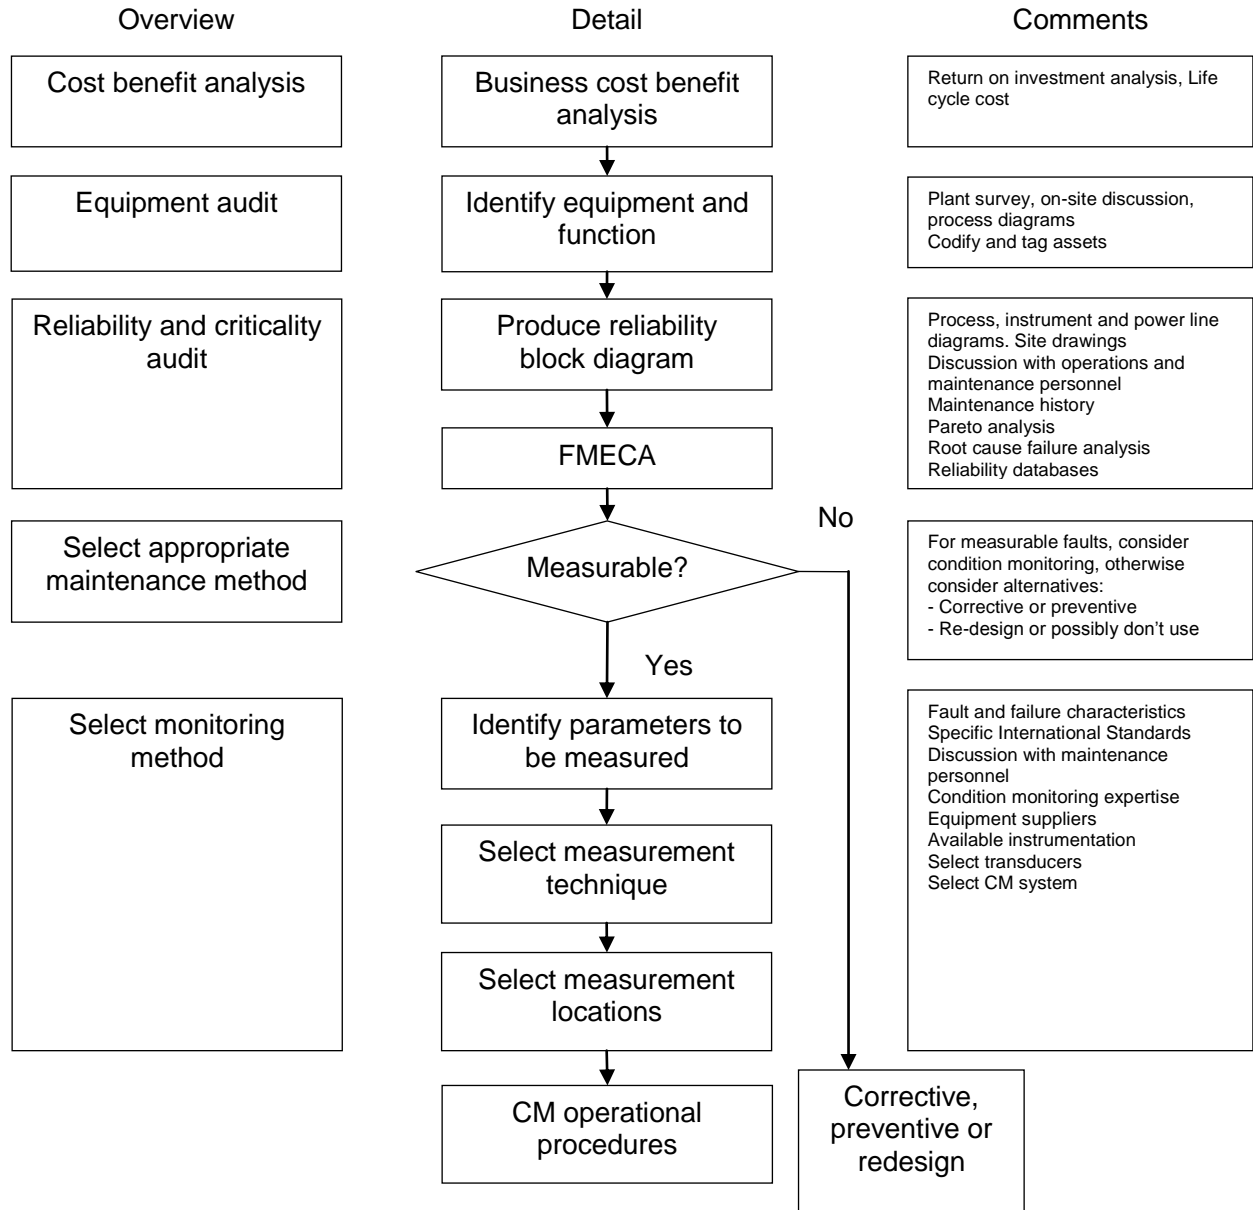 Overview
Detail
Comments
Cost benefit analysis
Business cost benefit
analysis
Return on investment analysis, Life
cycle cost
Equipment audit
Identify equipment and
function
Plant survey, on-site discussion,
process diagrams
Codify and tag assets
Reliability and criticality
audit
Produce reliability
block diagram
Process, instrument and power line
diagrams. Site drawings
Discussion with operations and
maintenance personnel
Maintenance history
Pareto analysis
Root cause failure analysis
Reliability databases
FMECA
Select appropriate
maintenance method
Measurable?
No
For measurable faults, consider
condition monitoring, otherwise
consider alternatives:
- Corrective or preventive
- Re-design or possibly don’t use
Yes
Select monitoring
method
Identify parameters to
be measured
Fault and failure characteristics
Specific International Standards
Discussion with maintenance
personnel
Condition monitoring expertise
Equipment suppliers
Available instrumentation
Select transducers
Select CM system
Select measurement
technique
Select measurement
locations
CM operational
procedures
Corrective,
preventive or
redesign